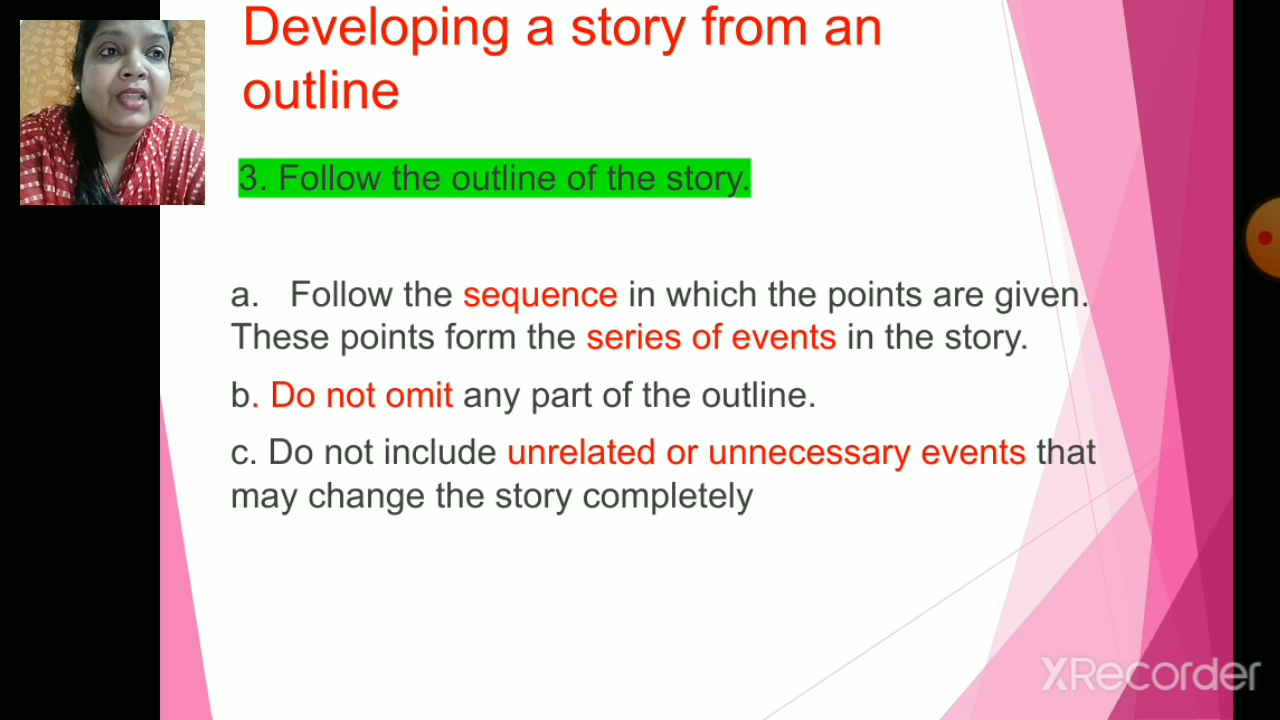 Developing a story from an
outline
3. Follow the outline of the story.
a. Follow the sequence in which the points are given.
These points form the series of events in the story.
b. Do not omit any part of the outline.
c. Do not include unrelated or unnecessary events that
may change the story completely
XRecorder